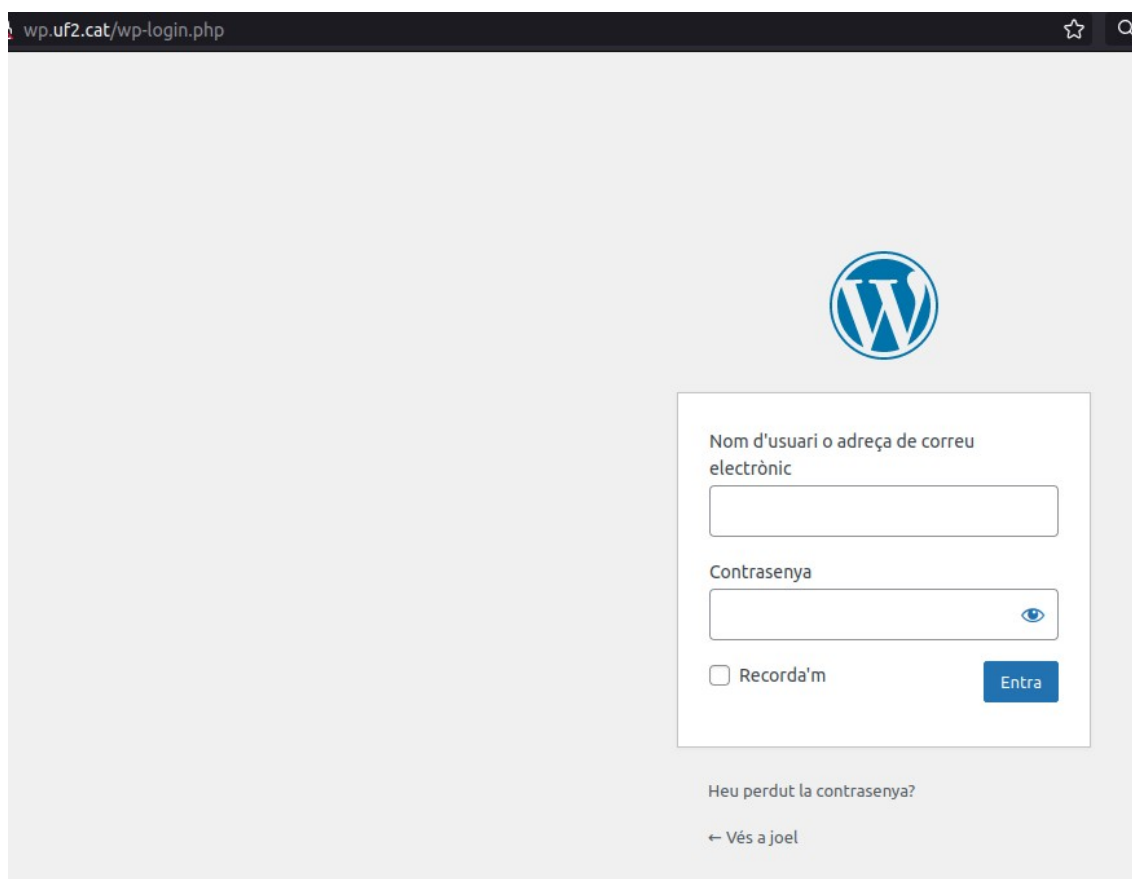 wp.uf2.cat/wp-login.php
Nom d'usuari o adreça de correu
electrònic
Contrasenya
Recorda'm
Entra
Heu perdut la contrasenya?
← Vés a joel